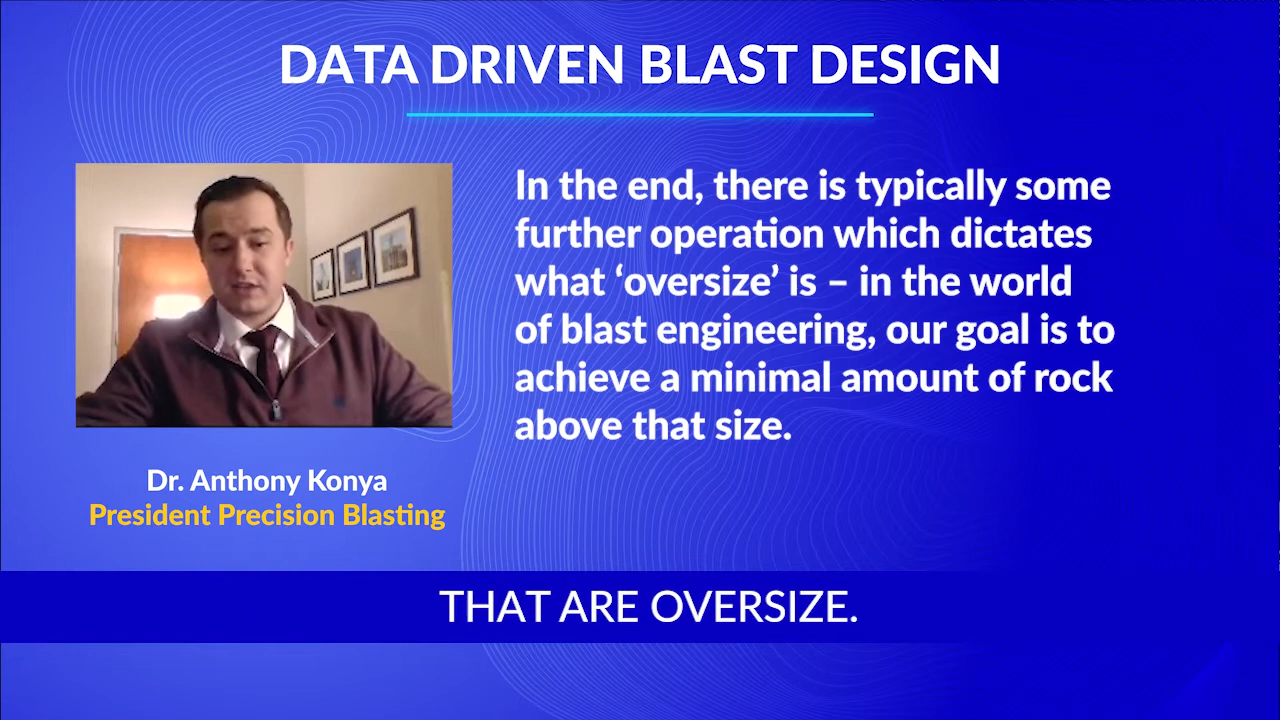 DATA DRIVEN BLAST DESIGN
In the end, there is typically some
further operation which dictates
what ‘oversize’ is – in the world
of blast engineering, our goal is to
achieve a minimal amount of rock
above that size.
Dr. Anthony Konya
President Precision Blasting
THAT ARE OVERSIZE.